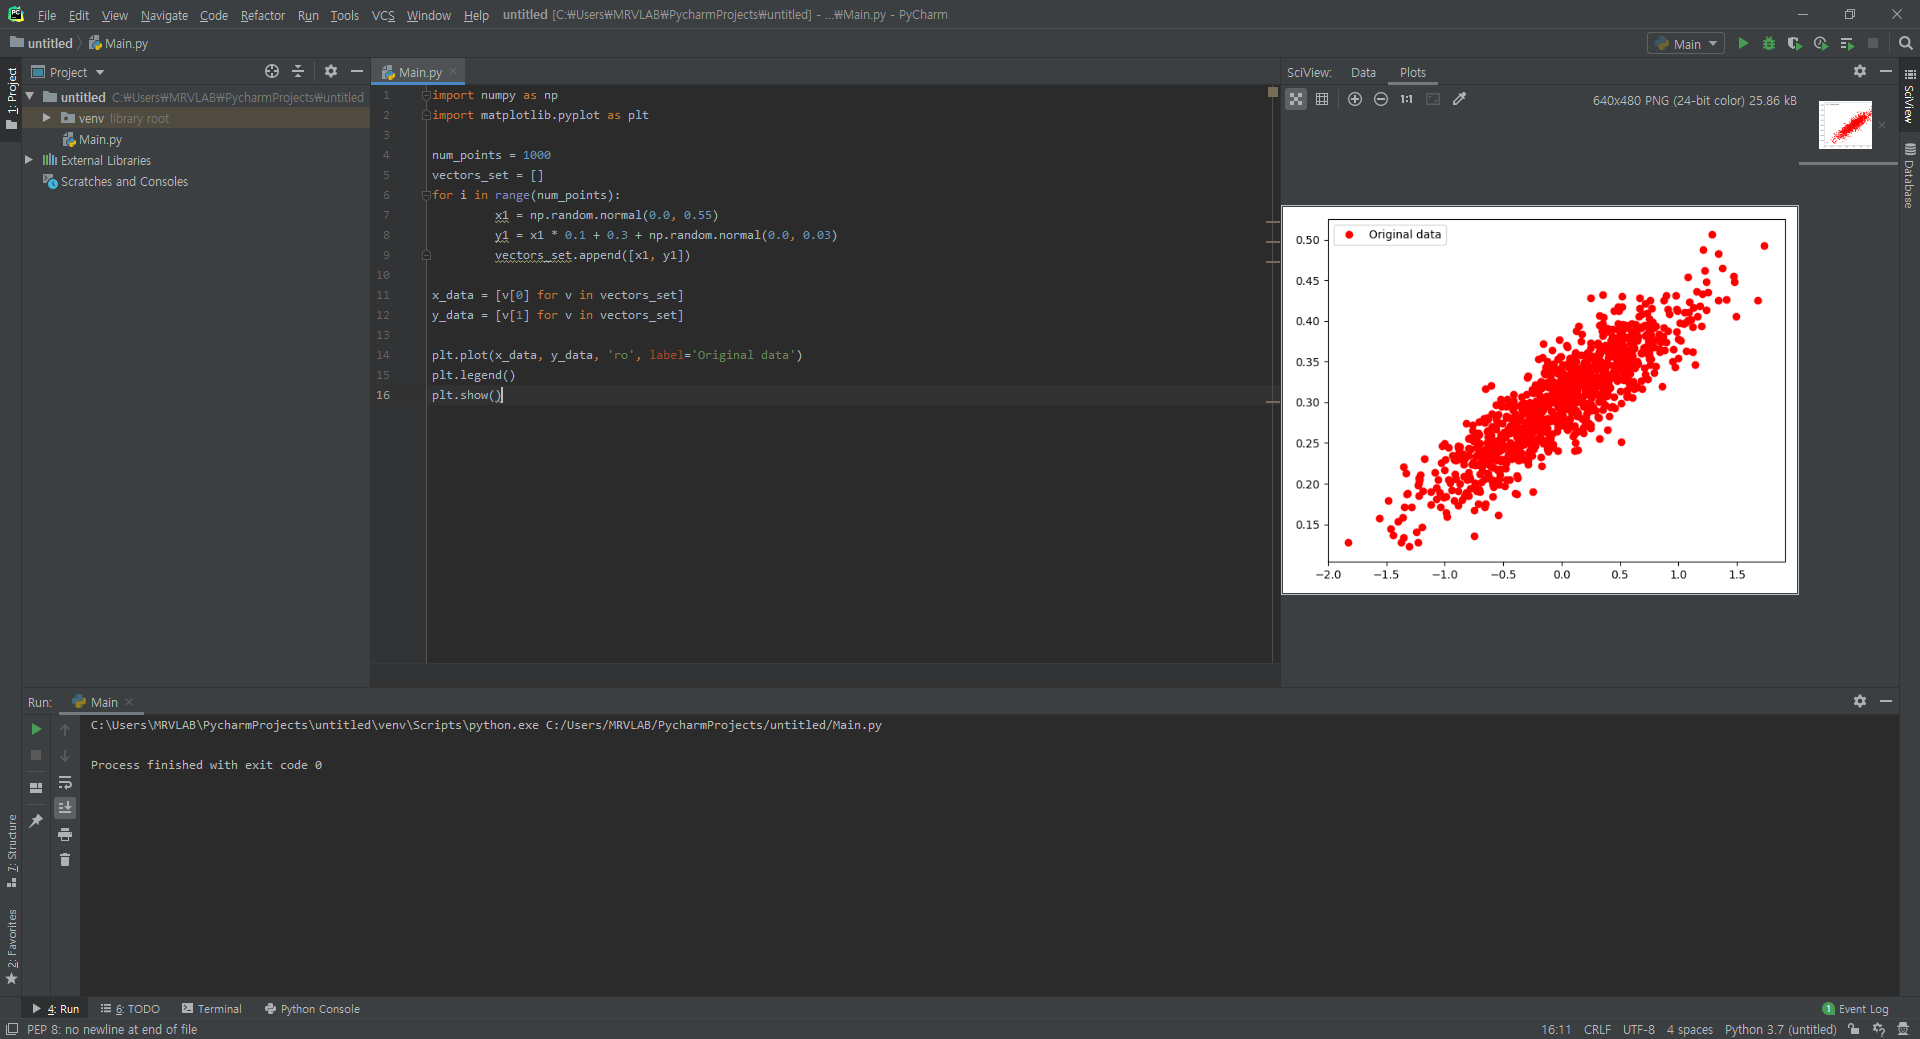 File Edit View Navigate Code Refactor Run Tools VCS Window Help untitled [C:₩Users₩MRVLAB₩PycharmProjects₩untitled] - ...₩Main.py - PyCharm
untitled Main.py
Main
1: Project
Project
untitled C:₩Users₩MRVLAB₩PycharmProjects₩untitled
venv library root
Main.py
External Libraries
Scratches and Consoles
Main.py
1 import numpy as np
2 import matplotlib.pyplot as plt
3
4 num_points = 1000
5 vectors_set = []
6 for i in range(num_points):
7 x1 = np.random.normal(0.0, 0.55)
8 y1 = x1 * 0.1 + 0.3 + np.random.normal(0.0, 0.03)
9 vectors_set.append([x1, y1])
10
11 x_data = [v[0] for v in vectors_set]
12 y_data = [v[1] for v in vectors_set]
13
14 plt.plot(x_data, y_data, 'ro', label='Original data')
15 plt.legend()
16 plt.show()
SciView: Data Plots
1:1
640x480 PNG (24-bit color) 25.86 kB
Original data
0.50
0.45
0.40
0.35
0.30
0.25
0.20
0.15
−2.0 −1.5 −1.0 −0.5 0.0 0.5 1.0 1.5
SciView
Database
Run: Main
C:\Users\MRVLAB\PycharmProjects\untitled\venv\Scripts\python.exe C:/Users/MRVLAB/PycharmProjects/untitled/Main.py
Process finished with exit code 0
7: Structure
2: Favorites
4: Run 6: TODO Terminal Python Console
1 Event Log
PEP 8: no newline at end of file
16:11 CRLF UTF-8 4 spaces Python 3.7 (untitled)